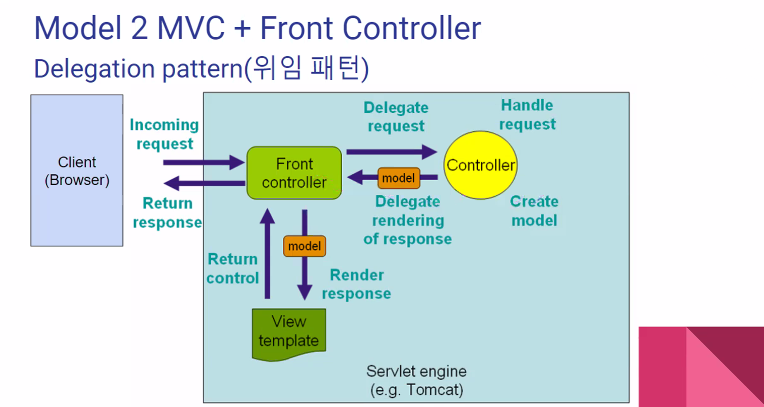 Model 2 MVC + Front Controller
Delegation pattern(위임 패턴)
Client
(Browser)
Incoming
request
Return
response
Front
controller
Delegate
request
Handle
request
Controller
model
Delegate
rendering
of response
Create
model
Return
control
model
Render
response
View
template
Servlet engine
(e.g. Tomcat)